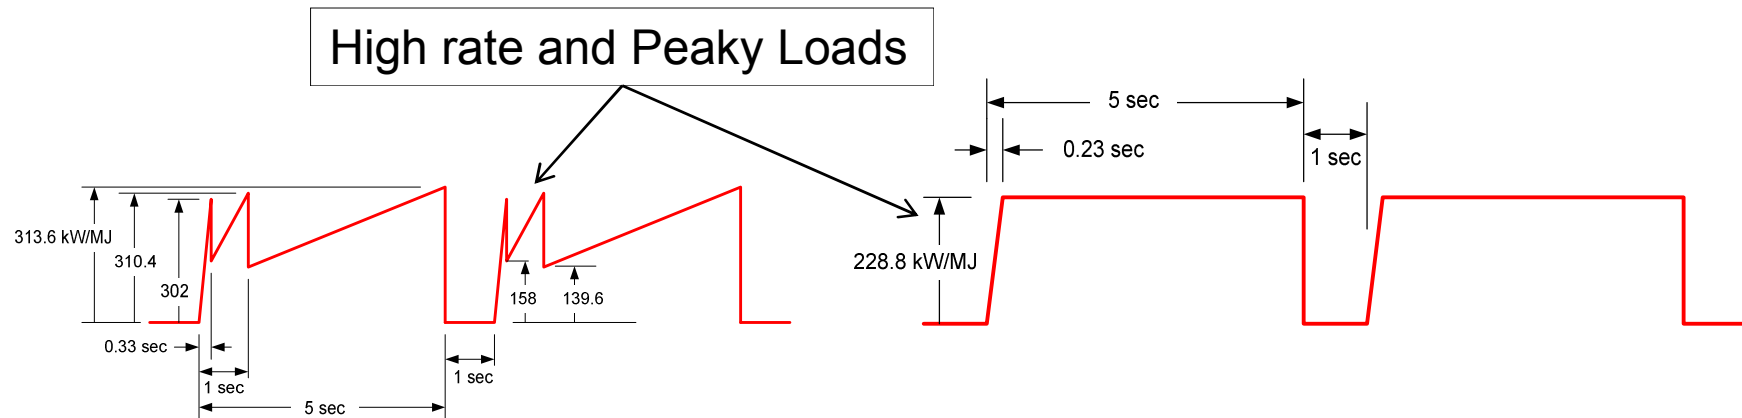 High rate and Peaky Loads
5 sec
0.23 sec
1 sec
313.6 kW/MJ
310.4
302
158
139.6
228.8 kW/MJ
0.33 sec
1 sec
1 sec
5 sec